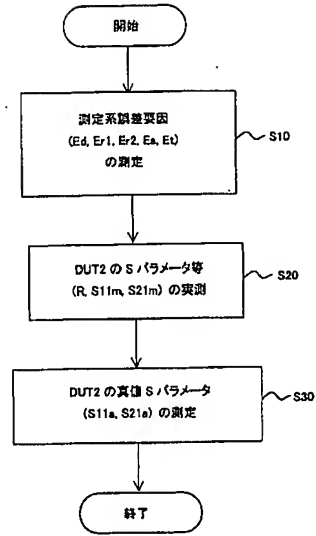 開始
測定系誤差要因
(Ed, Er1, Er2, Es, Et)
の測定
S10
DUT2 の S パラメータ等
(R, S11m, S21m) の実測
S20
DUT2 の真値 S パラメータ
(S11a, S21a) の測定
S30
終了